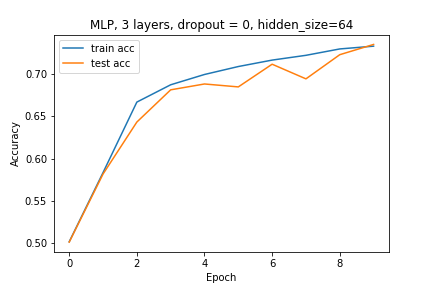 MLP, 3 layers, dropout = 0, hidden_size=64
train acc
test acc
0.70
0.65
0.60
0.55
0.50
Accuracy
0 2 4 6 8
Epoch